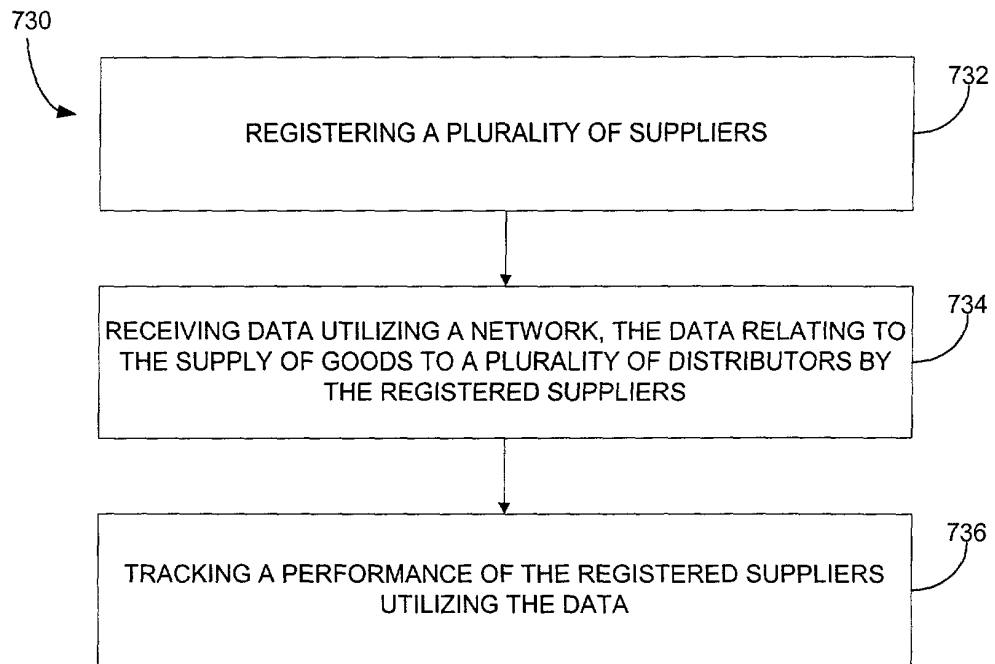 730
732
REGISTERING A PLURALITY OF SUPPLIERS
734
RECEIVING DATA UTILIZING A NETWORK, THE DATA RELATING TO
THE SUPPLY OF GOODS TO A PLURALITY OF DISTRIBUTORS BY
THE REGISTERED SUPPLIERS
736
TRACKING A PERFORMANCE OF THE REGISTERED SUPPLIERS
UTILIZING THE DATA